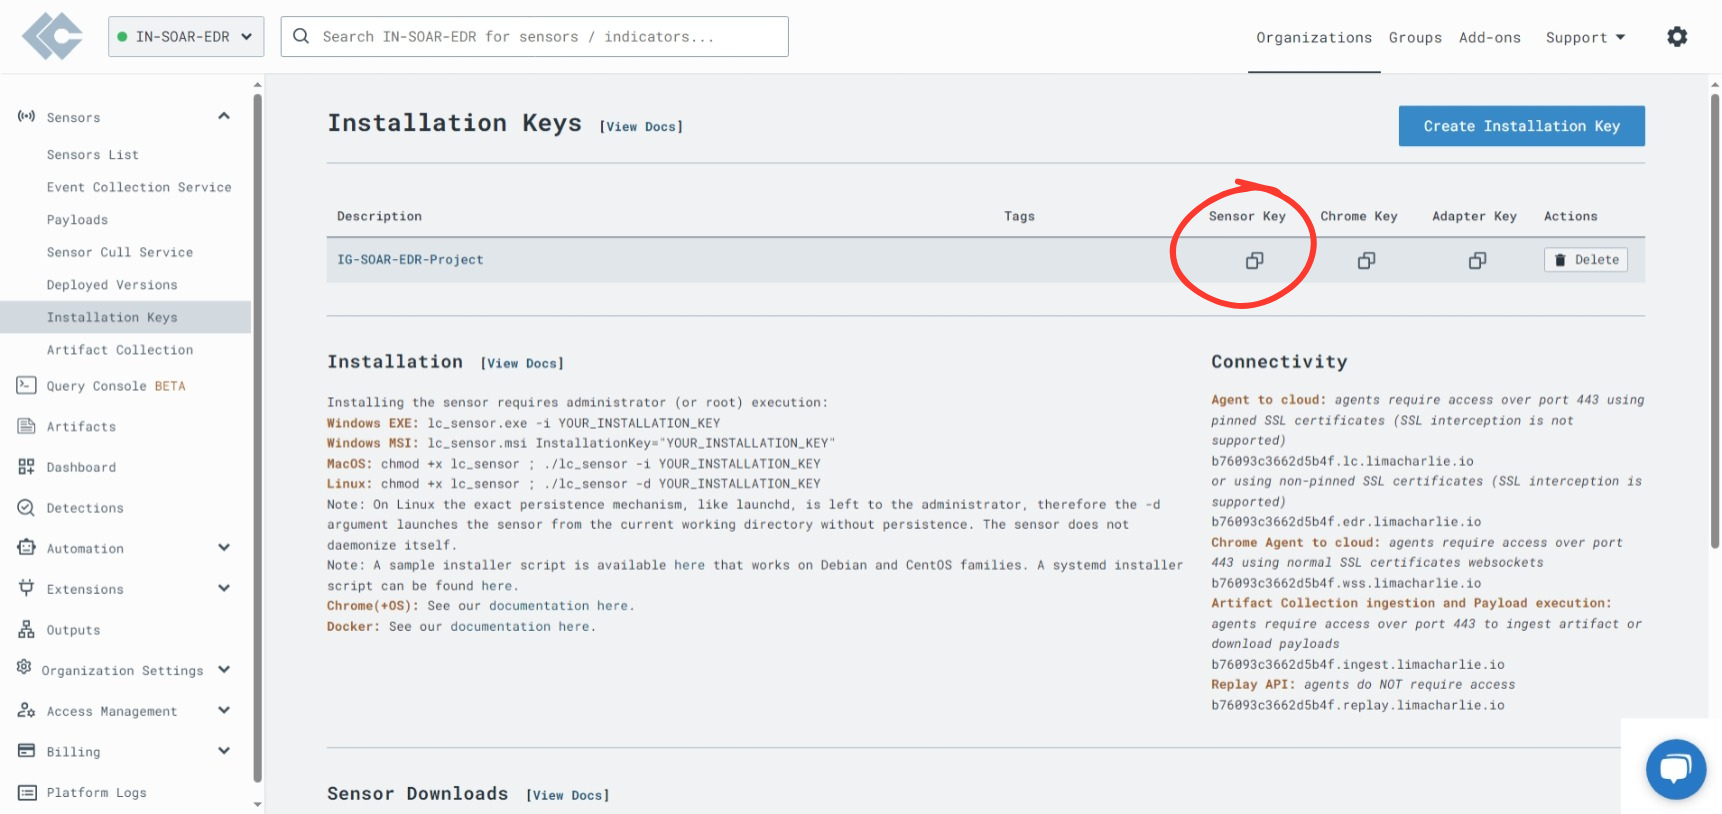 IN-SOAR-EDR
Search IN-SOAR-EDR for sensors / indicators...
Organizations
Groups
Add-ons
Support
Sensors
Sensors List
Event Collection Service
Payloads
Sensor Cull Service
Deployed Versions
Installation Keys
Artifact Collection
Query Console BETA
Artifacts
Dashboard
Detections
Automation
Extensions
Outputs
Organization Settings
Access Management
Billing
Platform Logs
Installation Keys [View Docs]
Create Installation Key
Description Tags Sensor Key Chrome Key Adapter Key Actions
IG-SOAR-EDR-Project Delete
Installation [View Docs]
Installing the sensor requires administrator (or root) execution:
Windows EXE: lc_sensor.exe -i YOUR_INSTALLATION_KEY
Windows MSI: lc_sensor.msi InstallationKey="YOUR_INSTALLATION_KEY"
MacOS: chmod +x lc_sensor ; ./lc_sensor -i YOUR_INSTALLATION_KEY
Linux: chmod +x lc_sensor ; ./lc_sensor -d YOUR_INSTALLATION_KEY
Note: On Linux the exact persistence mechanism, like launchd, is left to the administrator, therefore the -d
argument launches the sensor from the current working directory without persistence. The sensor does not
daemonize itself.
Note: A sample installer script is available here that works on Debian and CentOS families. A systemd installer
script can be found here.
Chrome(+OS): See our documentation here.
Docker: See our documentation here.
Connectivity
Agent to cloud: agents require access over port 443 using
pinned SSL certificates (SSL interception is not
supported)
b76093c3662d5b4f.lc.limacharlie.io
or using non-pinned SSL certificates (SSL interception is
supported)
b76093c3662d5b4f.edr.limacharlie.io
Chrome Agent to cloud: agents require access over port
443 using normal SSL certificates websockets
b76093c3662d5b4f.wss.limacharlie.io
Artifact Collection ingestion and Payload execution:
agents require access over port 443 to ingest artifact or
download payloads
b76093c3662d5b4f.ingest.limacharlie.io
Replay API: agents do NOT require access
b76093c3662d5b4f.replay.limacharlie.io
Sensor Downloads [View Docs]